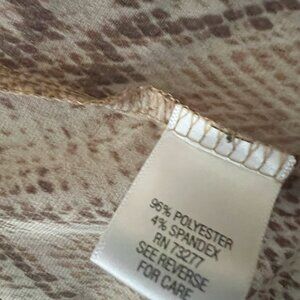 96% POLYESTER
4% SPANDEX
RN 73277
SEE REVERSE
FOR CARE